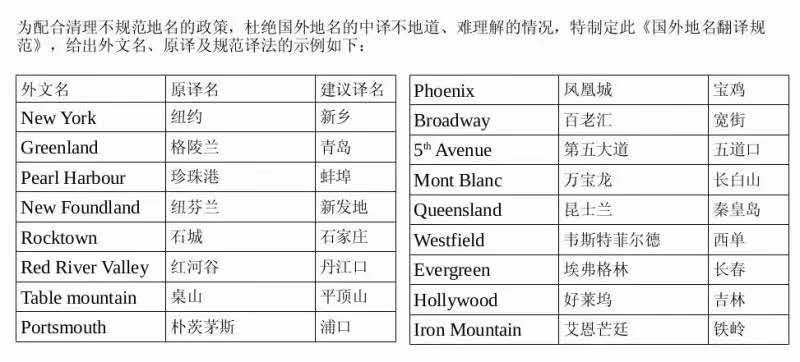 为配合清理不规范地名的政策，杜绝国外地名的中译不地道、难理解的情况，特制定此《国外地名翻译规
范》，给出外文名、原译及规范译法的示例如下：
外文名 原译名 建议译名
New York 纽约 新乡
Greenland 格陵兰 青岛
Pearl Harbour 珍珠港 蚌埠
New Foundland 纽芬兰 新发地
Rocktown 石城 石家庄
Red River Valley 红河谷 丹江口
Table mountain 桌山 平顶山
Portsmouth 朴茨茅斯 浦口
Phoenix 凤凰城 宝鸡
Broadway 百老汇 宽街
5th Avenue 第五大道 五道口
Mont Blanc 万宝龙 长白山
Queensland 昆士兰 秦皇岛
Westfield 韦斯特菲尔德 西单
Evergreen 埃弗格林 长春
Hollywood 好莱坞 吉林
Iron Mountain 艾恩芒廷 铁岭